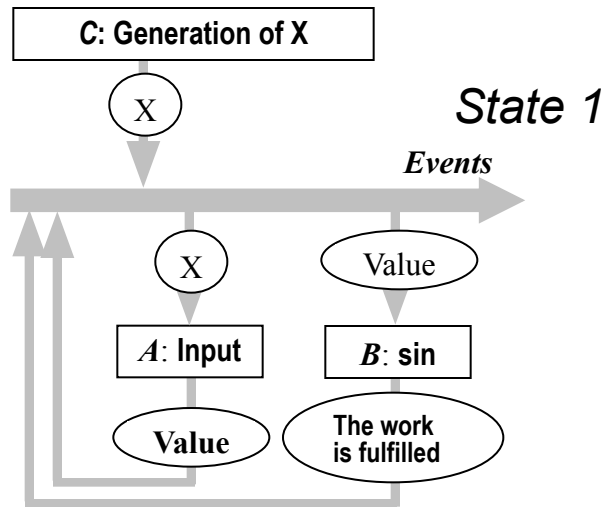 C: Generation of X
X
State 1
Events
X
Value
A: Input
B: sin
Value
The work
is fulfilled